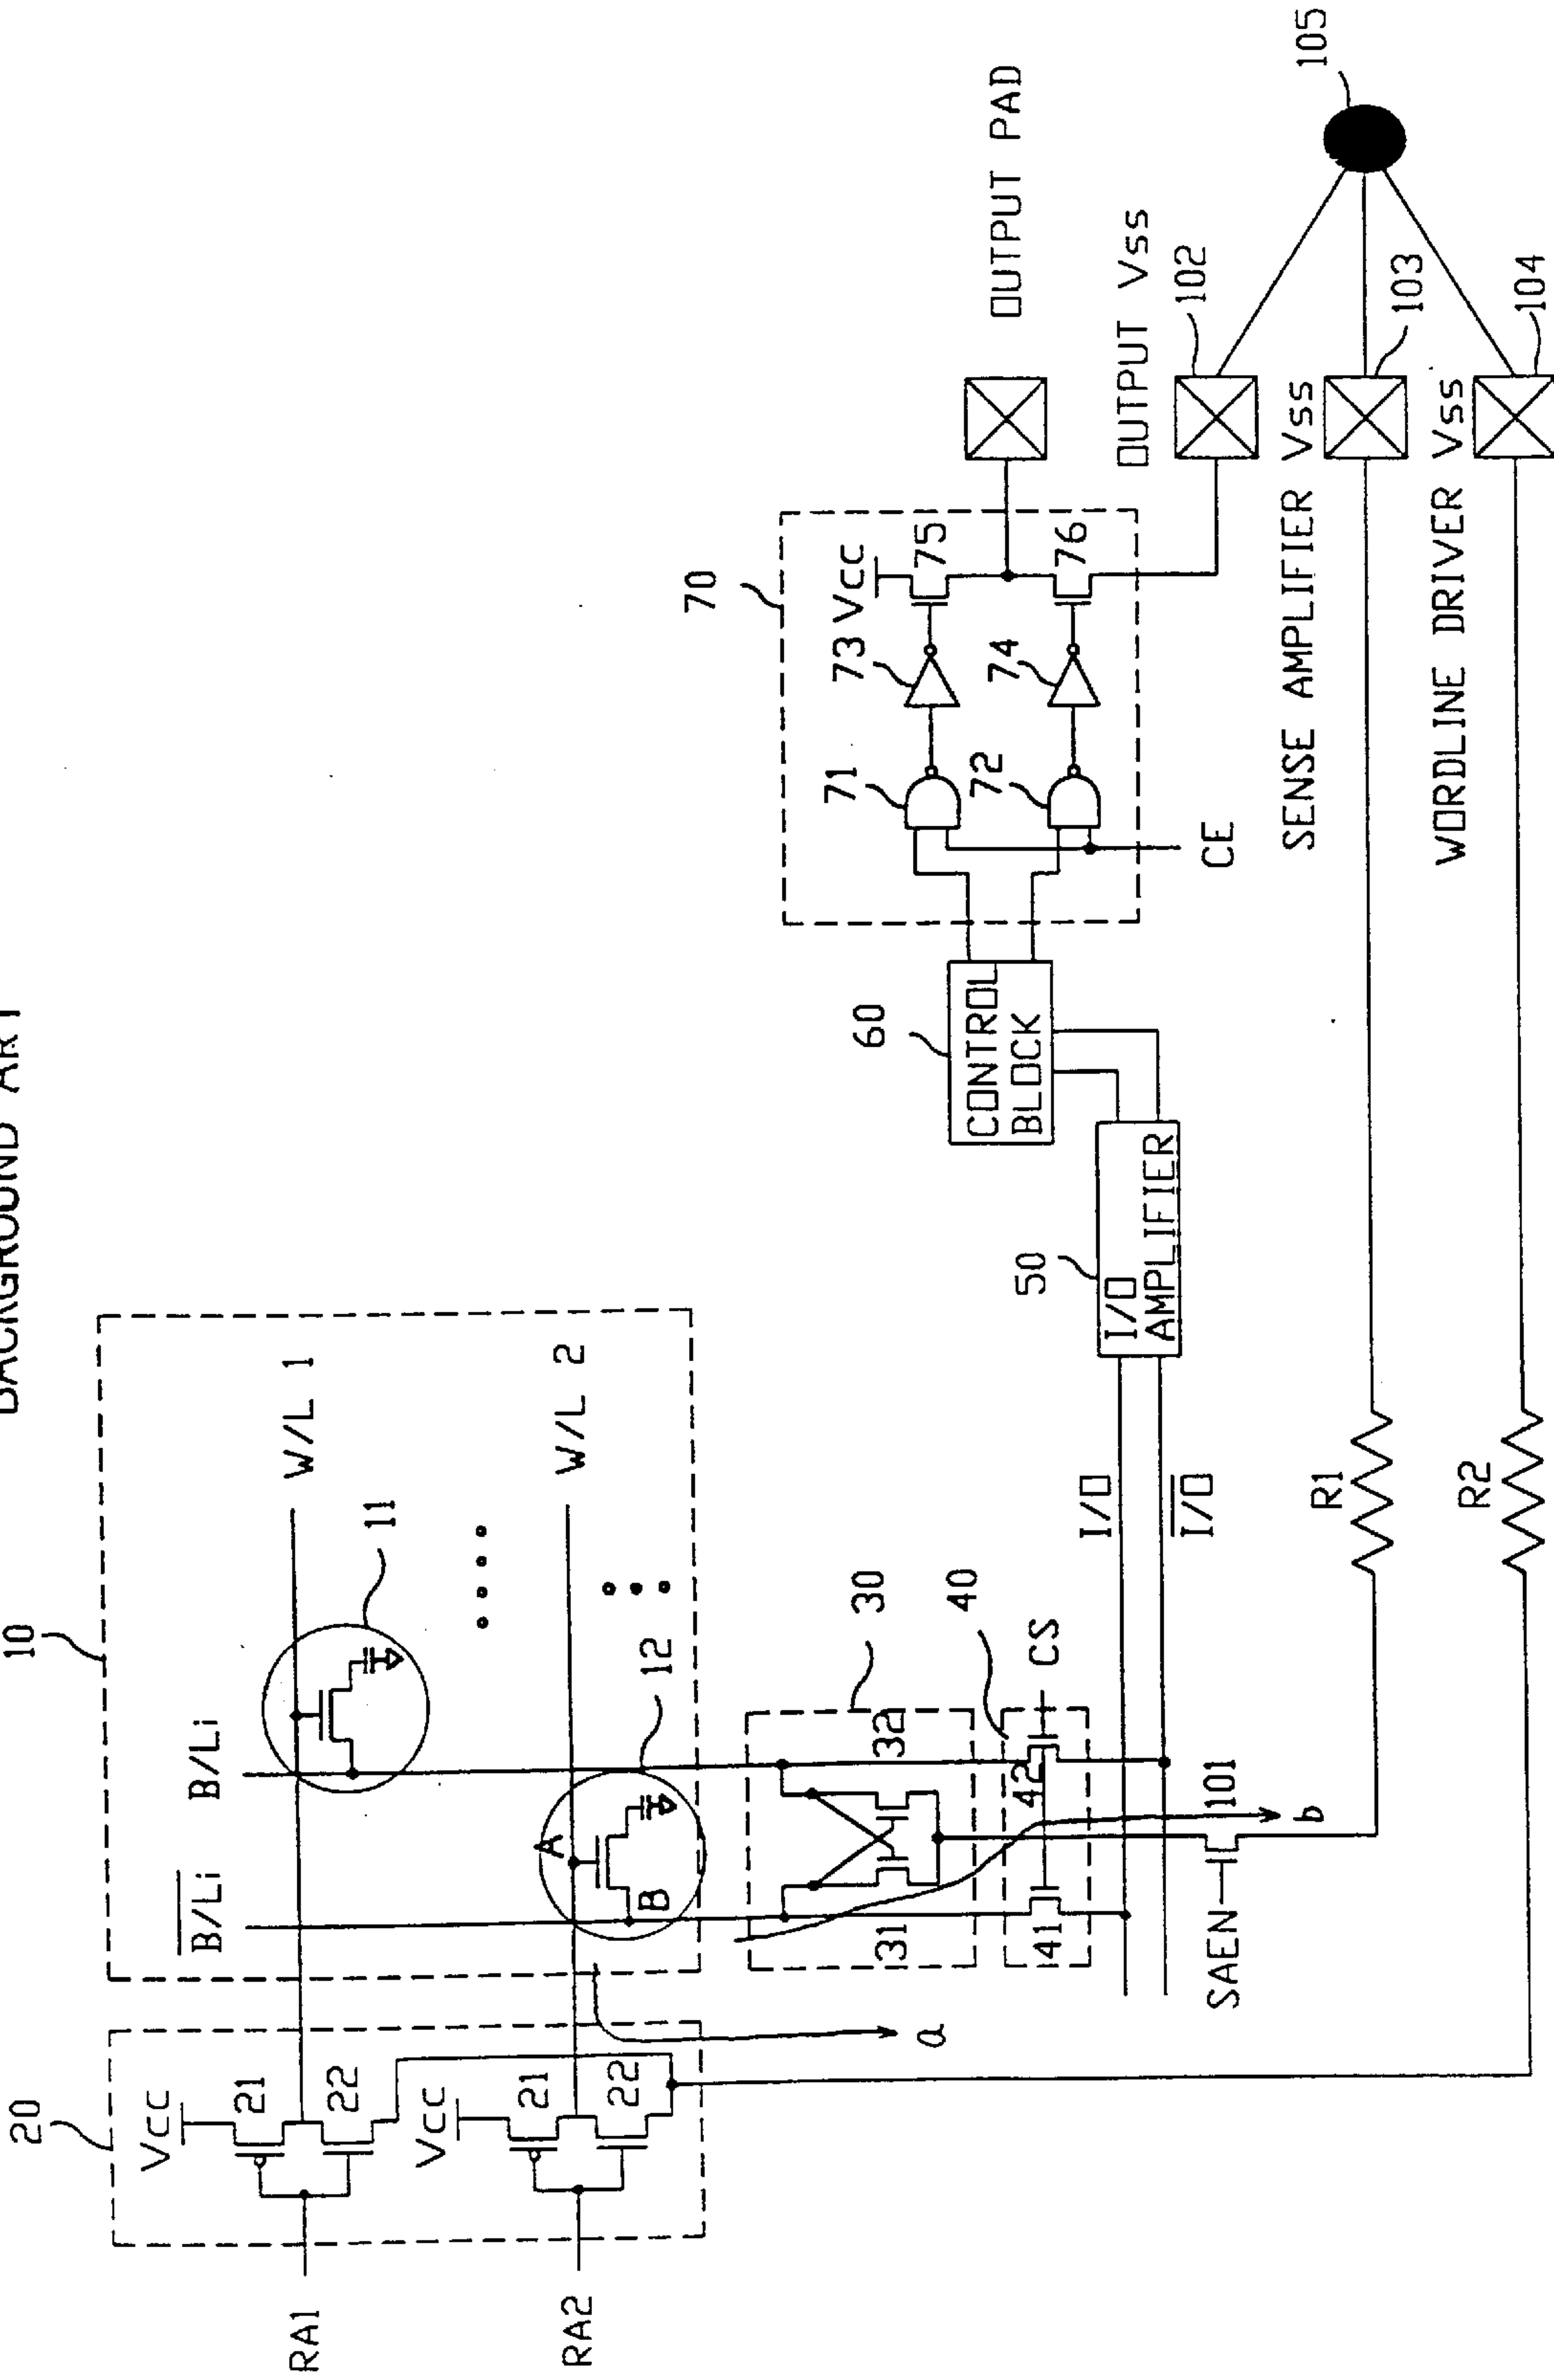 BACKGROUND ART
10
20
Vcc
21
22
RA1
Vcc
21
22
RA2
a
B/Li
B/Li
W/L 1
11
W/L 2
A
B
12
30
31
32
40
41
42
CS
b
SAEN
101
I/O
I/O
50
I/O
AMPLIFIER
60
CONTROL
BLOCK
70
71
72
73
74
Vcc
75
76
CE
OUTPUT PAD
OUTPUT Vss
102
SENSE AMPLIFIER Vss
103
WORDLINE DRIVER Vss
104
105
R1
R2